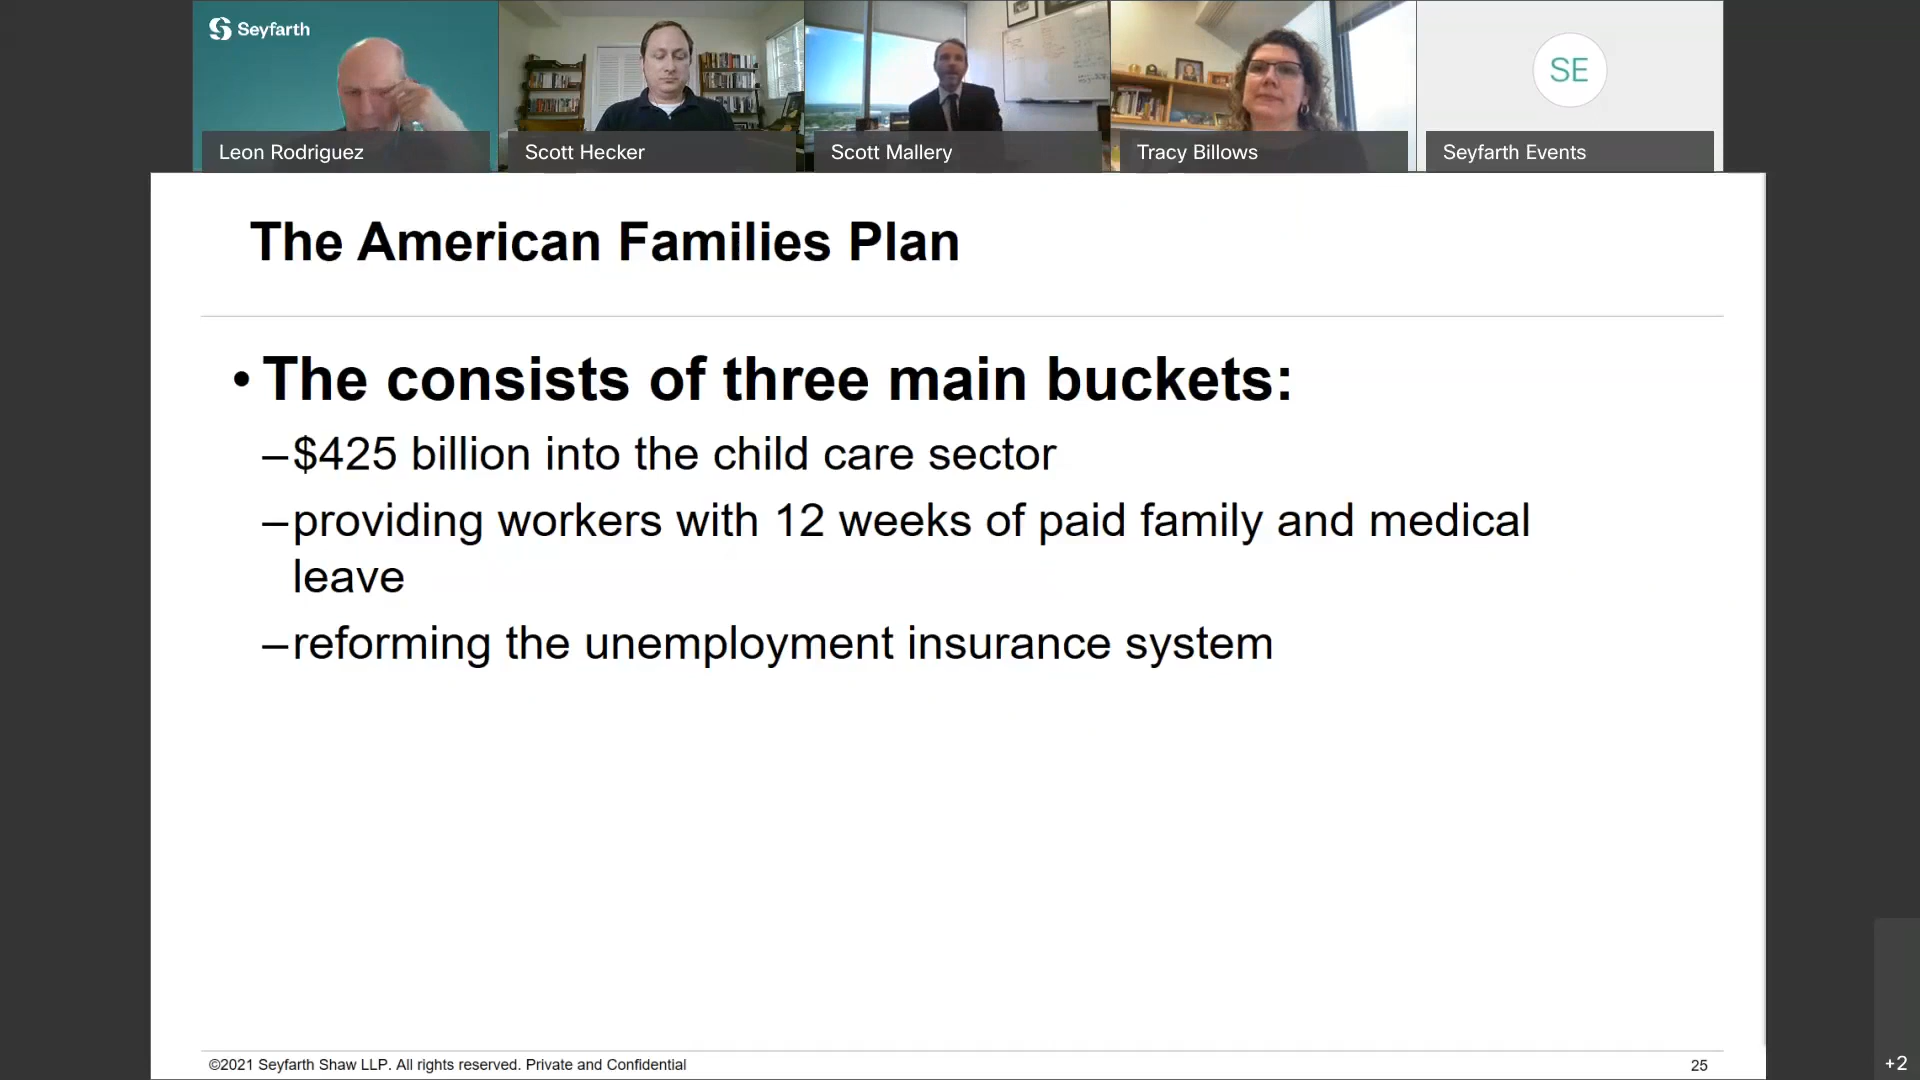 Seyfarth
Leon Rodriguez
Scott Hecker
Scott Mallery
Tracy Billows
SE
Seyfarth Events
The American Families Plan
• The consists of three main buckets:
–$425 billion into the child care sector
–providing workers with 12 weeks of paid family and medical
leave
–reforming the unemployment insurance system
©2021 Seyfarth Shaw LLP. All rights reserved. Private and Confidential
25
+2